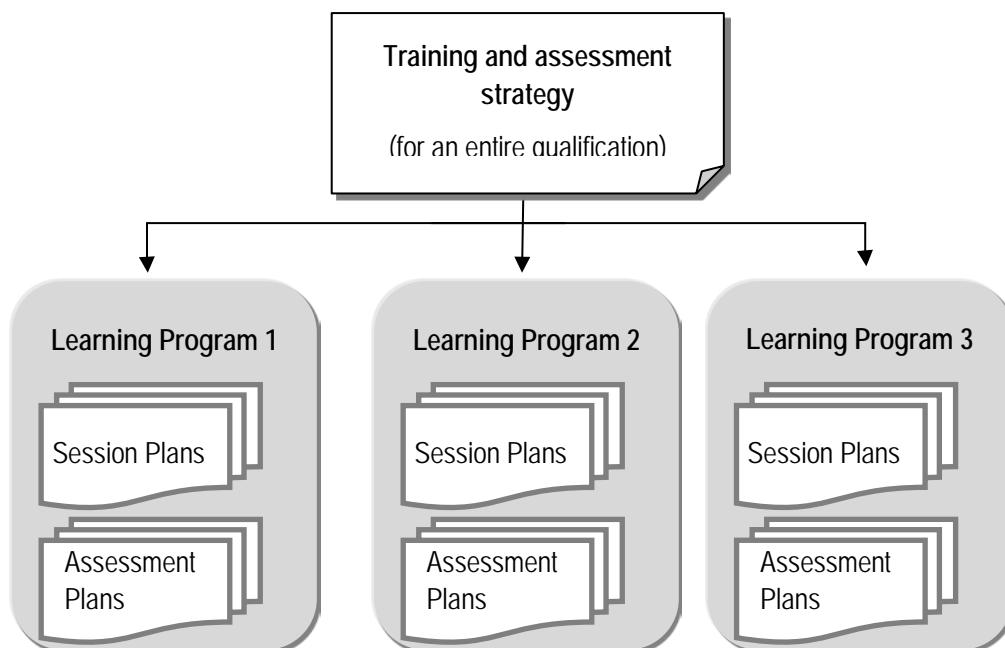 Training and assessment
strategy
(for an entire qualification)
Learning Program 1
Session Plans
Assessment
Plans
Learning Program 2
Session Plans
Assessment
Plans
Learning Program 3
Session Plans
Assessment
Plans